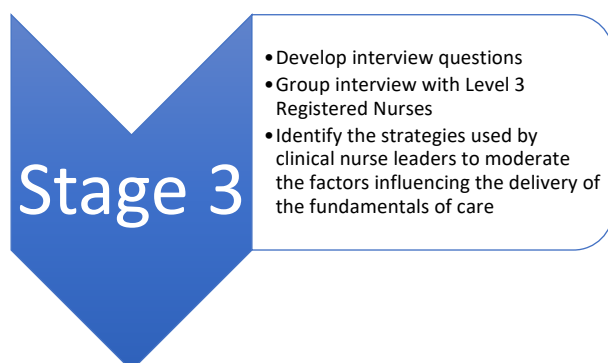 Stage 3
•Develop interview questions
•Group interview with Level 3
Registered Nurses
•Identify the strategies used by
clinical nurse leaders to moderate
the factors influencing the delivery of
the fundamentals of care